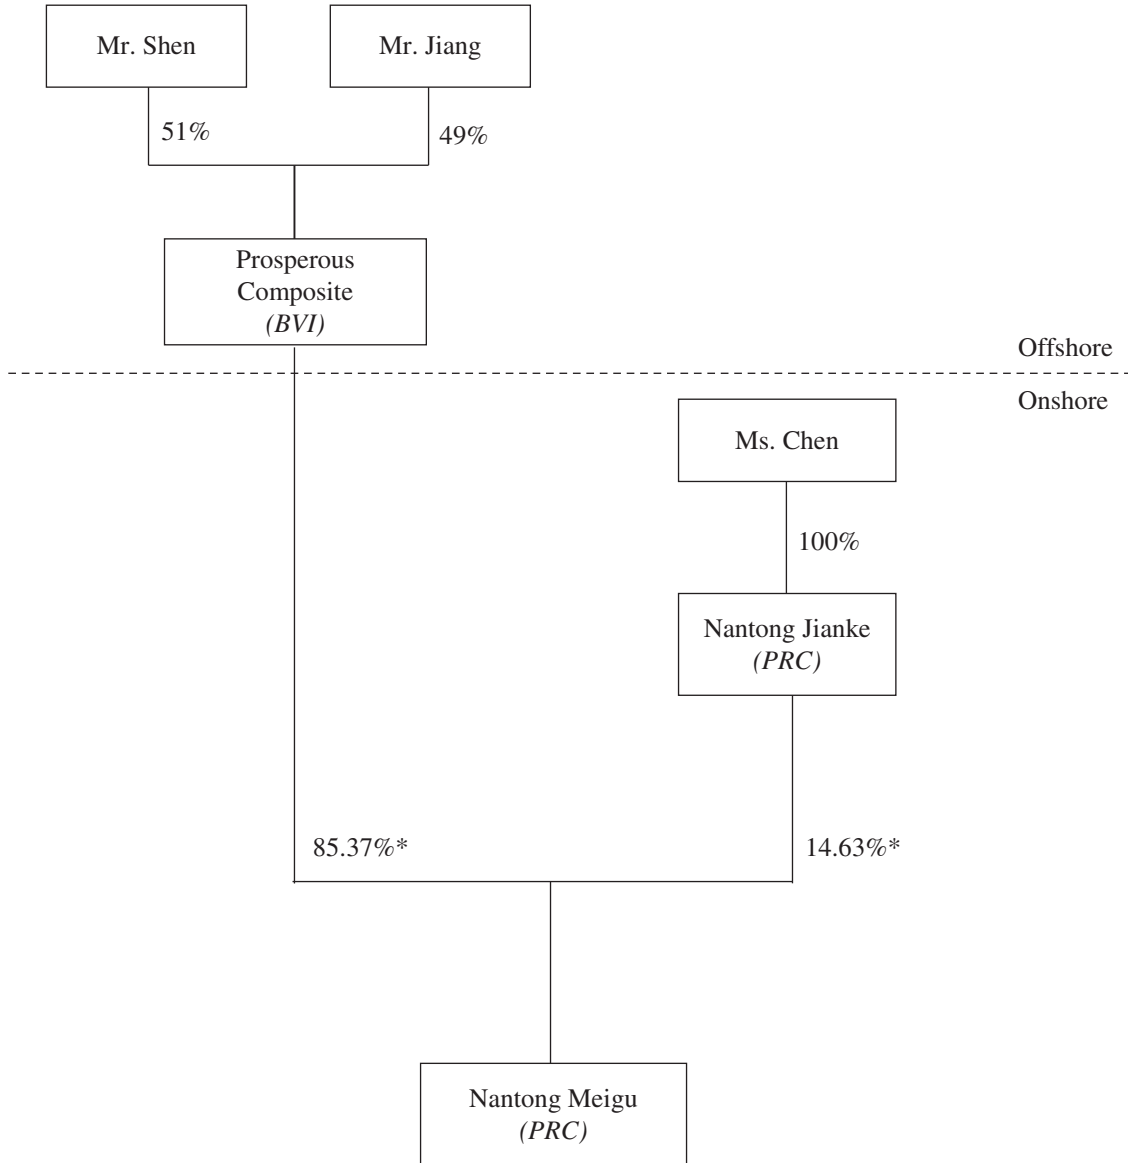 Mr. Shen
Mr. Jiang
51%
49%
Prosperous
Composite
(BVI)
Offshore
Onshore
Ms. Chen
100%
Nantong Jianke
(PRC)
85.37%*
14.63%*
Nantong Meigu
(PRC)